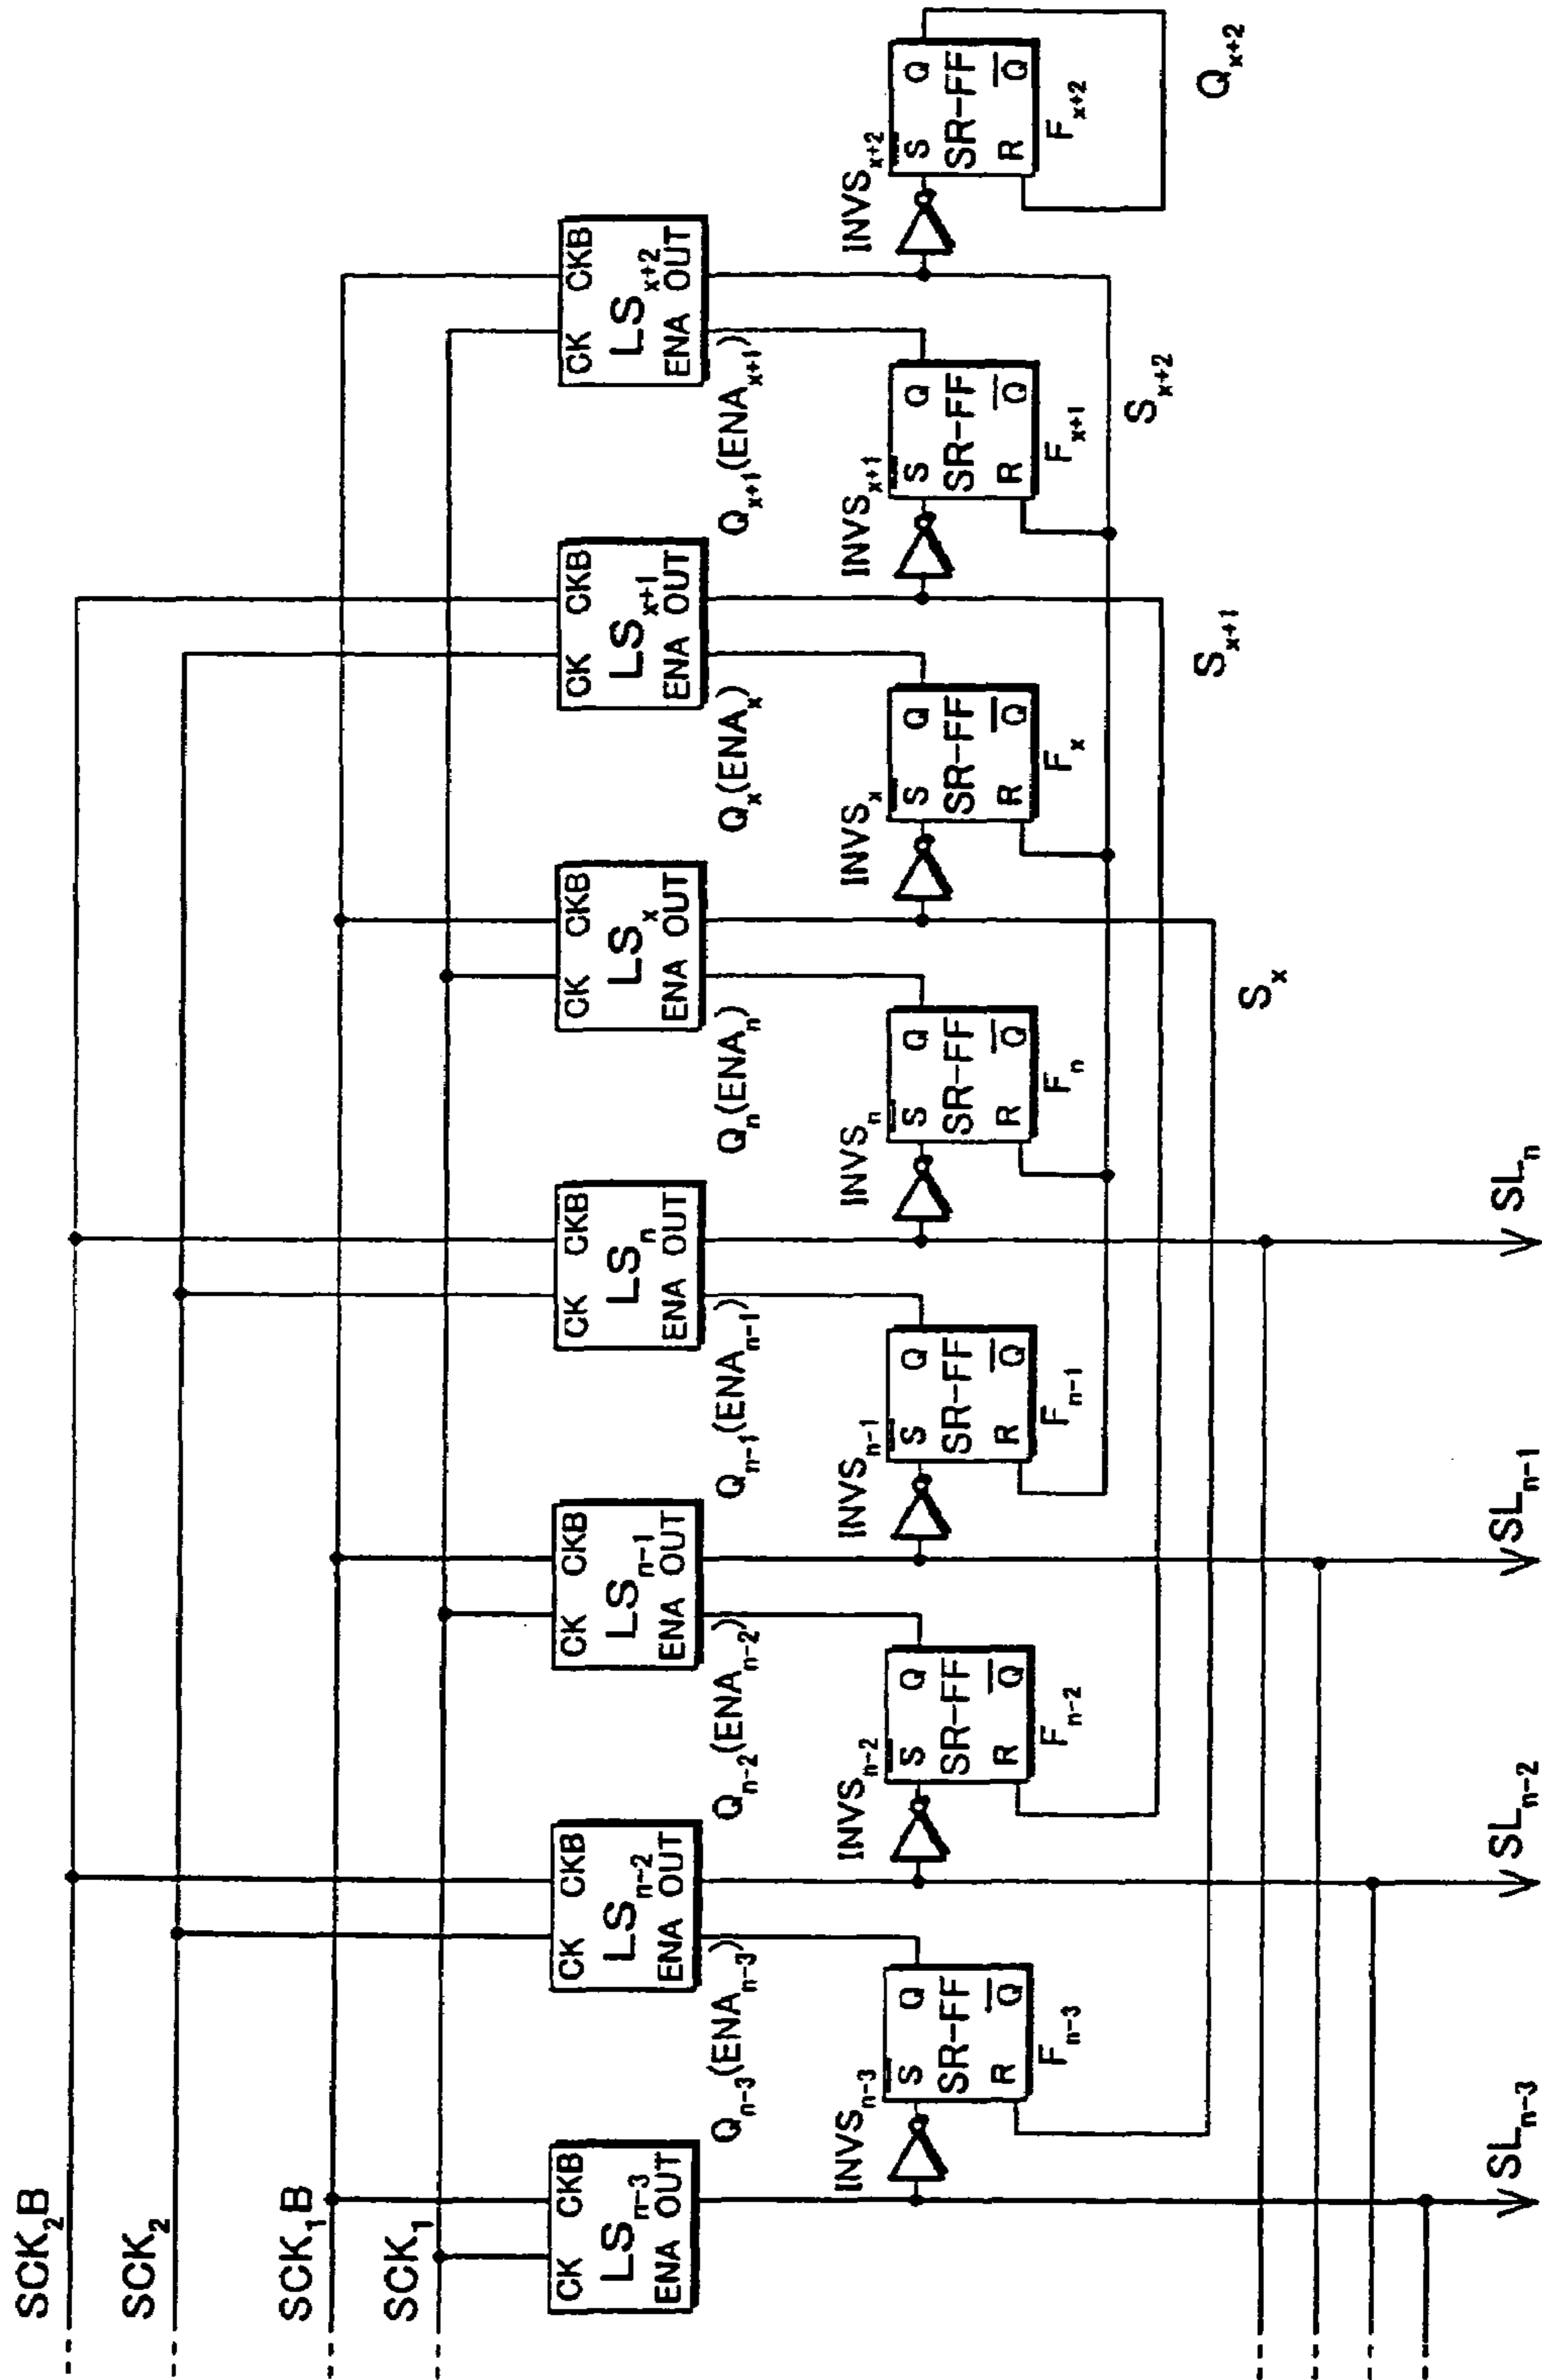 SCK₂B
SCK₂
SCK₁B
SCK₁
CK CKB
LSₙ₋₃
ENA OUT
CK CKB
LSₙ₋₂
ENA OUT
CK CKB
LSₙ₋₁
ENA OUT
CK CKB
LSₙ
ENA OUT
CK CKB
LSₓ
ENA OUT
CK CKB
LSₓ₊₁
ENA OUT
CK CKB
LSₓ₊₂
ENA OUT
Qₙ₋₃(ENAₙ₋₃)
Qₙ₋₂(ENAₙ₋₂)
Qₙ₋₁(ENAₙ₋₁)
Qₙ(ENAₙ)
Qₓ(ENAₓ)
Qₓ₊₁(ENAₓ₊₁)
INVSₙ₋₃
INVSₙ₋₂
INVSₙ₋₁
INVSₙ
INVSₓ
INVSₓ₊₁
INVSₓ₊₂
S̅ Q
SR-FF
R Q̅
Fₙ₋₃
S̅ Q
SR-FF
R Q̅
Fₙ₋₂
S̅ Q
SR-FF
R Q̅
Fₙ₋₁
S̅ Q
SR-FF
R Q̅
Fₙ
S̅ Q
SR-FF
R Q̅
Fₓ
S̅ Q
SR-FF
R Q̅
Fₓ₊₁
S̅ Q
SR-FF
R Q̅
Fₓ₊₂
Sₓ
Sₓ₊₁
Sₓ₊₂
Qₓ₊₂
SLₙ₋₃
SLₙ₋₂
SLₙ₋₁
SLₙ